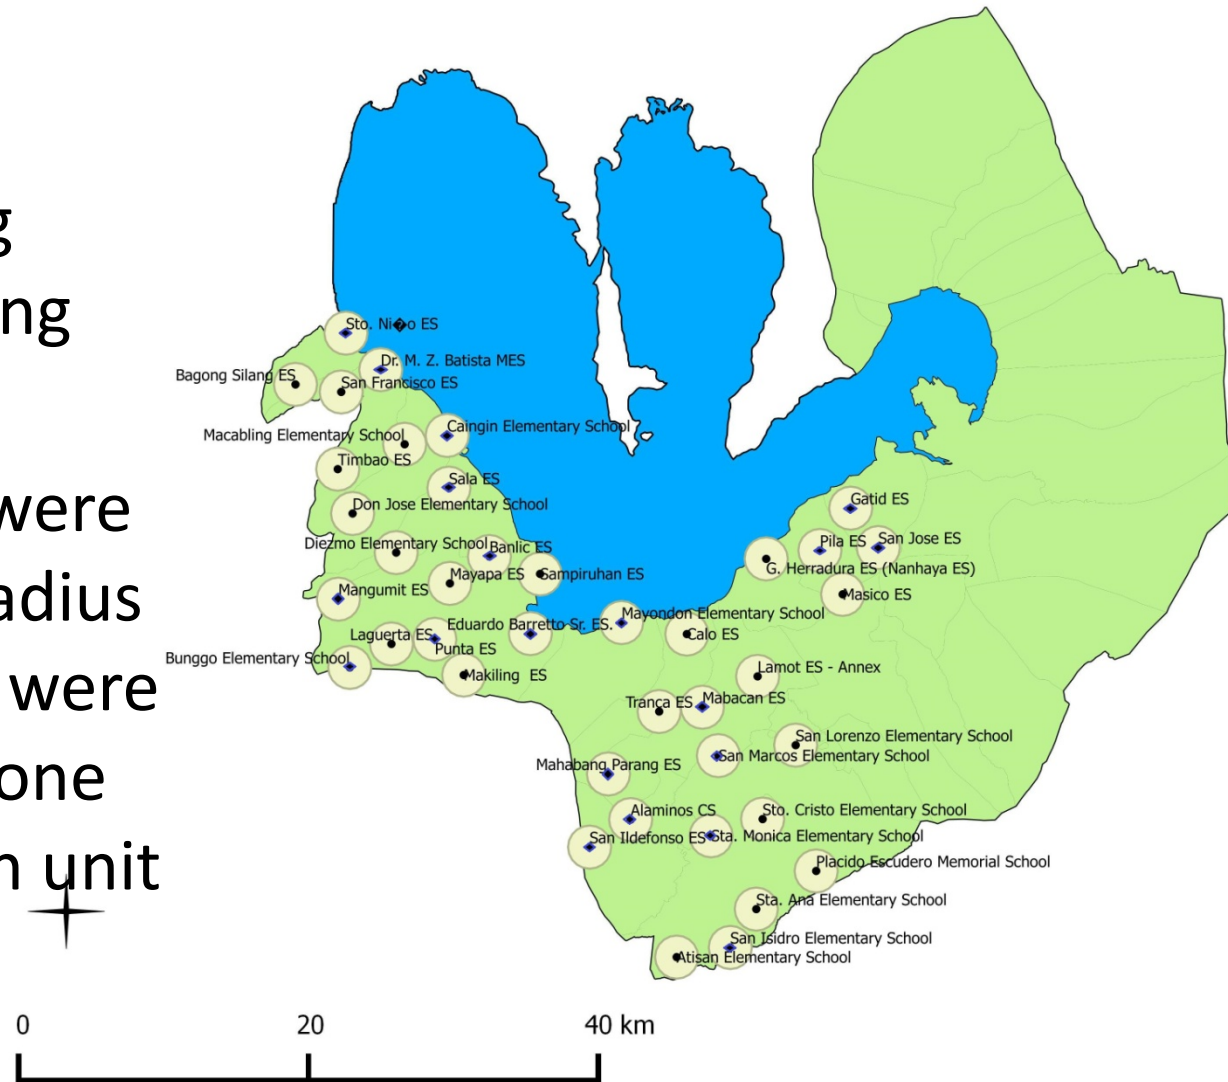 g
ng
were
adius
were
one
n unit
Sto. Ni�o ES
Dr. M. Z. Batista MES
Bagong Silang ES
San Francisco ES
Caingin Elementary School
Macabling Elementary School
Timbao ES
Sala ES
Don Jose Elementary School
Gatid ES
Diezmo Elementary School
Banlic ES
Pila ES
San Jose ES
Mayapa ES
Sampiruhan ES
G. Herradura ES (Nanhaya ES)
Mangumit ES
Masico ES
Mayondon Elementary School
Eduardo Barretto Sr. ES.
Laguerta ES
Calo ES
Punta ES
Bunggo Elementary School
Makiling ES
Lamot ES - Annex
Tranca ES
Mabacan ES
San Lorenzo Elementary School
San Marcos Elementary School
Mahabang Parang ES
Alaminos CS
Sto. Cristo Elementary School
San Ildefonso ES
Sta. Monica Elementary School
Placido Escudero Memorial School
Sta. Ana Elementary School
San Isidro Elementary School
Atisan Elementary School
0 20 40 km